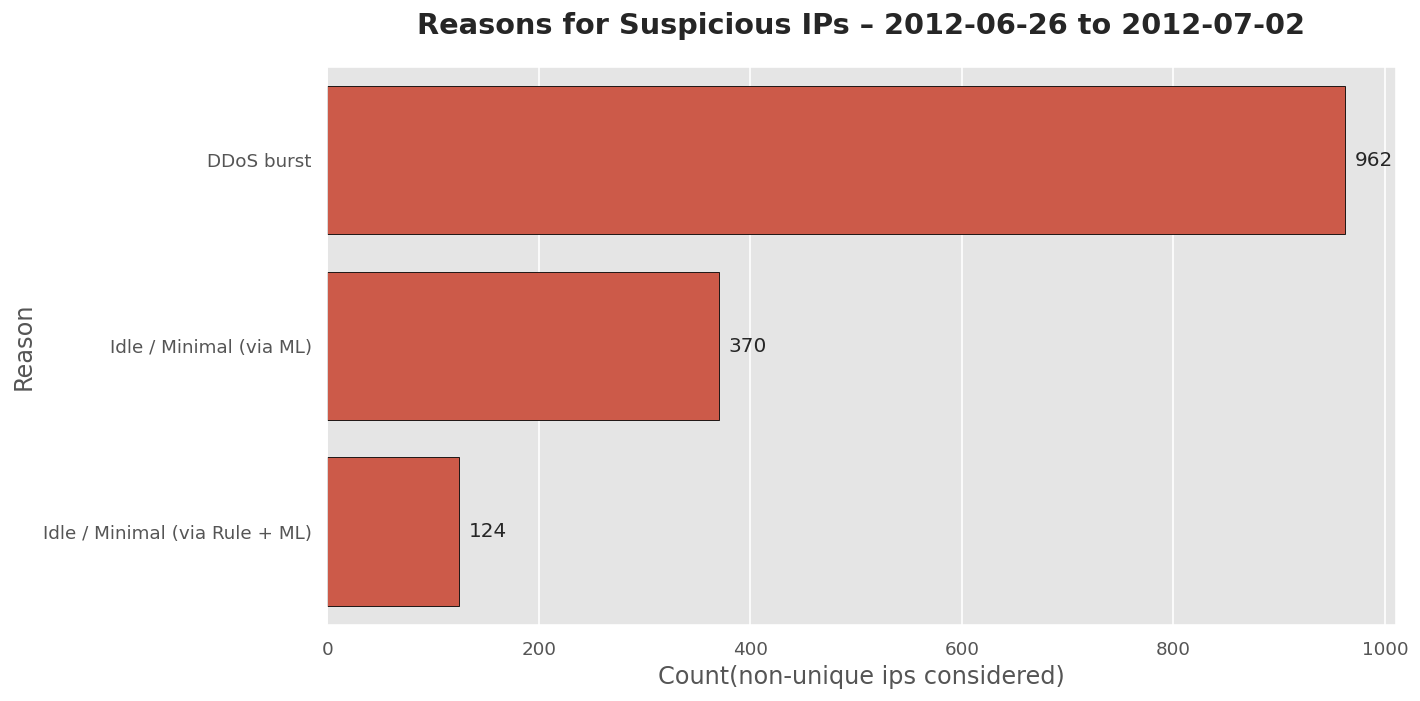 Reasons for Suspicious IPs – 2012-06-26 to 2012-07-02
Reason
DDoS burst
962
Idle / Minimal (via ML)
370
Idle / Minimal (via Rule + ML)
124
0 200 400 600 800 1000
Count(non-unique ips considered)